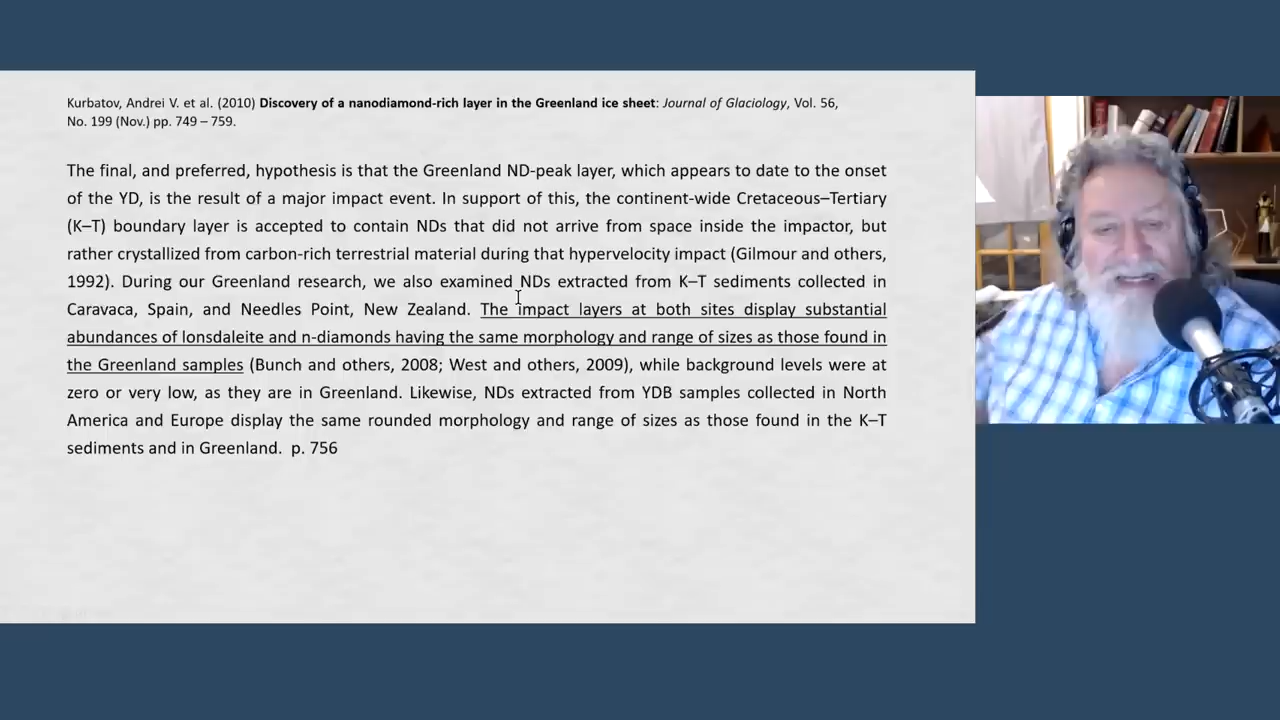 Kurbatov, Andrei V. et al. (2010) Discovery of a nanodiamond-rich layer in the Greenland ice sheet: Journal of Glaciology, Vol. 56,
No. 199 (Nov.) pp. 749 – 759.
The final, and preferred, hypothesis is that the Greenland ND-peak layer, which appears to date to the onset
of the YD, is the result of a major impact event. In support of this, the continent-wide Cretaceous–Tertiary
(K–T) boundary layer is accepted to contain NDs that did not arrive from space inside the impactor, but
rather crystallized from carbon-rich terrestrial material during that hypervelocity impact (Gilmour and others,
1992). During our Greenland research, we also examined NDs extracted from K–T sediments collected in
Caravaca, Spain, and Needles Point, New Zealand. The impact layers at both sites display substantial
abundances of lonsdaleite and n-diamonds having the same morphology and range of sizes as those found in
the Greenland samples (Bunch and others, 2008; West and others, 2009), while background levels were at
zero or very low, as they are in Greenland. Likewise, NDs extracted from YDB samples collected in North
America and Europe display the same rounded morphology and range of sizes as those found in the K–T
sediments and in Greenland. p. 756